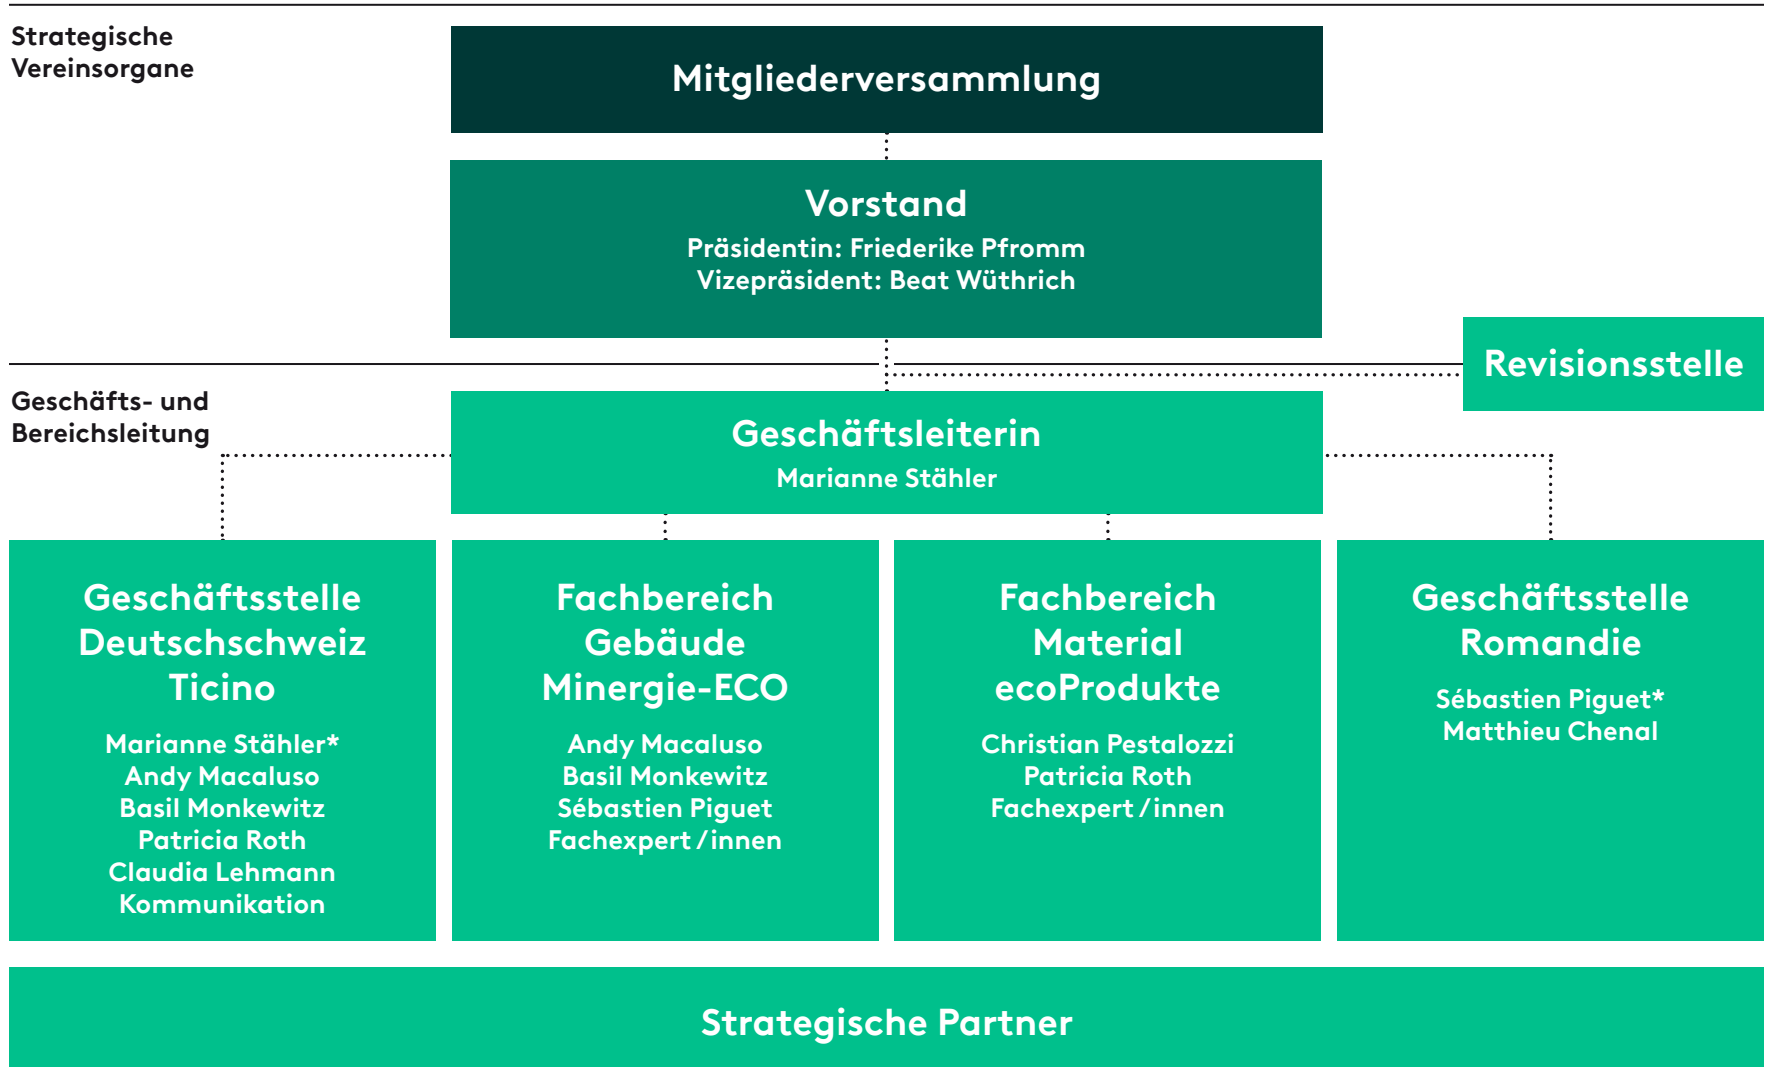 Strategische
Vereinsorgane
Mitgliederversammlung
Vorstand
Präsidentin: Friederike Pfromm
Vizepräsident: Beat Wüthrich
Revisionsstelle
Geschäfts- und
Bereichsleitung
Geschäftsleiterin
Marianne Stähler
Geschäftsstelle
Deutschschweiz
Ticino
Marianne Stähler*
Andy Macaluso
Basil Monkewitz
Patricia Roth
Claudia Lehmann
Kommunikation
Fachbereich
Gebäude
Minergie-ECO
Andy Macaluso
Basil Monkewitz
Sébastien Piguet
Fachexpert/innen
Fachbereich
Material
ecoProdukte
Christian Pestalozzi
Patricia Roth
Fachexpert/innen
Geschäftsstelle
Romandie
Sébastien Piguet*
Matthieu Chenal
Strategische Partner